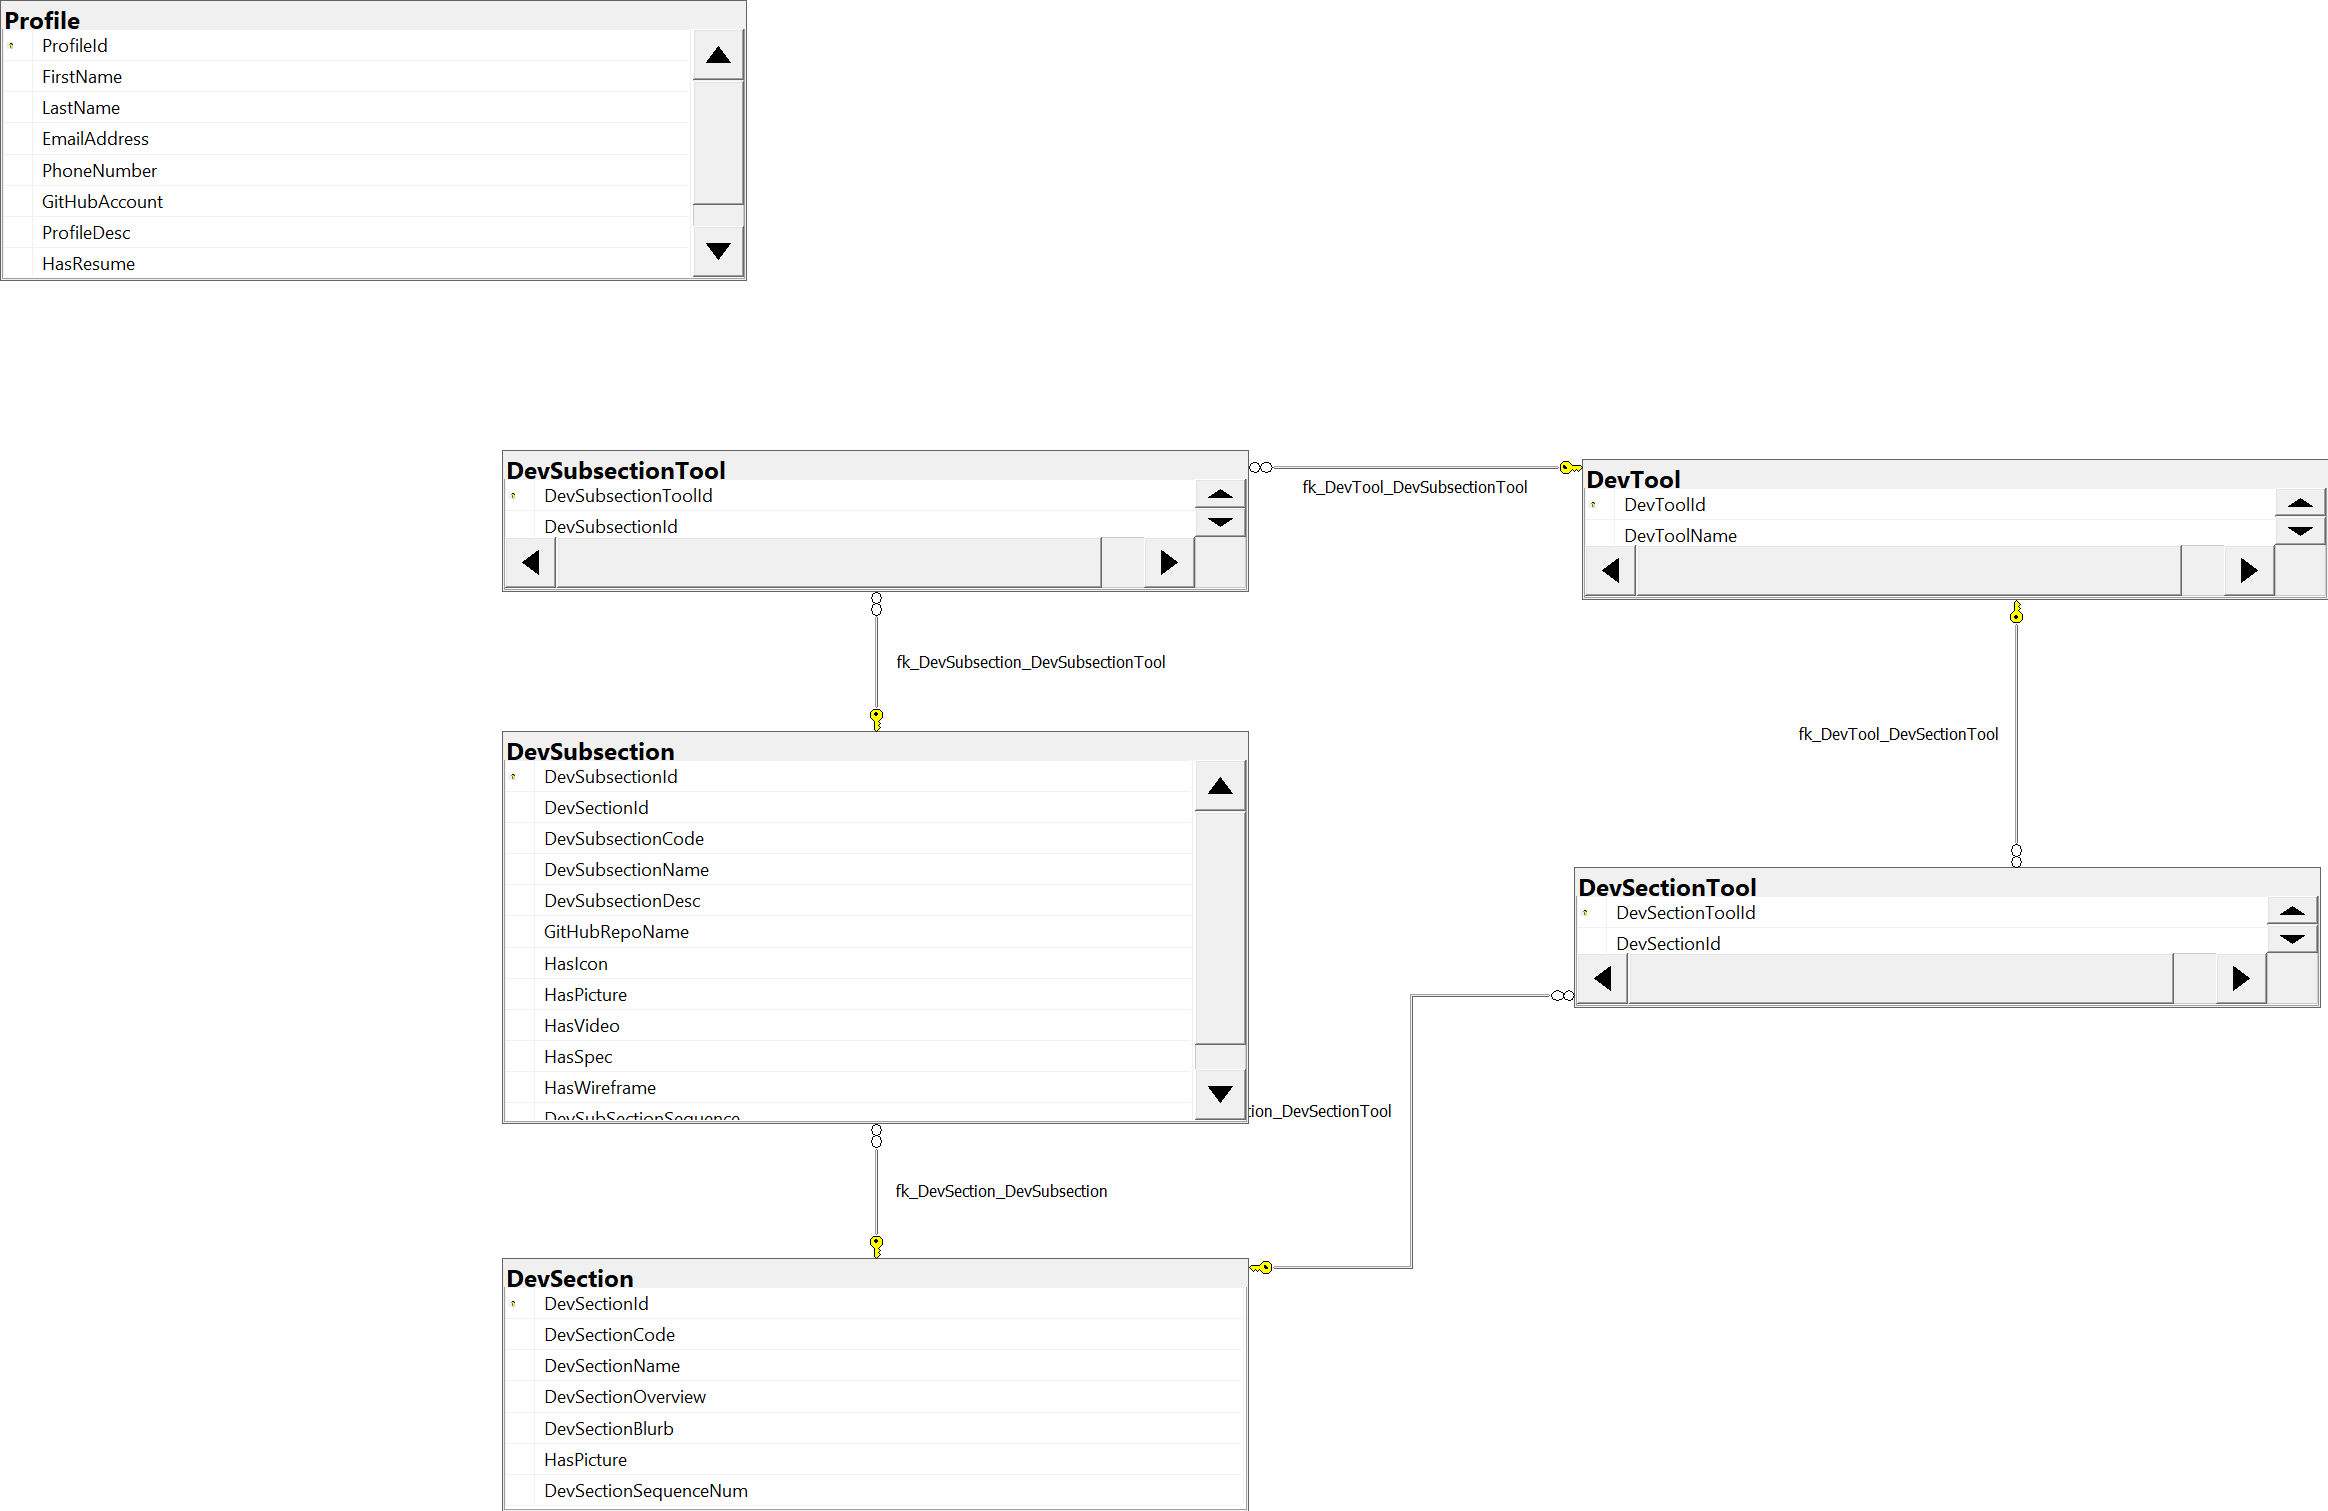 Profile
ProfileId
FirstName
LastName
EmailAddress
PhoneNumber
GitHubAccount
ProfileDesc
HasResume
DevSubsectionTool
DevSubsectionToolId
DevSubsectionId
fk_DevTool_DevSubsectionTool
DevTool
DevToolId
DevToolName
fk_DevSubsection_DevSubsectionTool
fk_DevTool_DevSectionTool
DevSubsection
DevSubsectionId
DevSectionId
DevSubsectionCode
DevSubsectionName
DevSubsectionDesc
GitHubRepoName
HasIcon
HasPicture
HasVideo
HasSpec
HasWireframe
DevSubSectionSequence
DevSectionTool
DevSectionToolId
DevSectionId
tion_DevSectionTool
fk_DevSection_DevSubsection
DevSection
DevSectionId
DevSectionCode
DevSectionName
DevSectionOverview
DevSectionBlurb
HasPicture
DevSectionSequenceNum